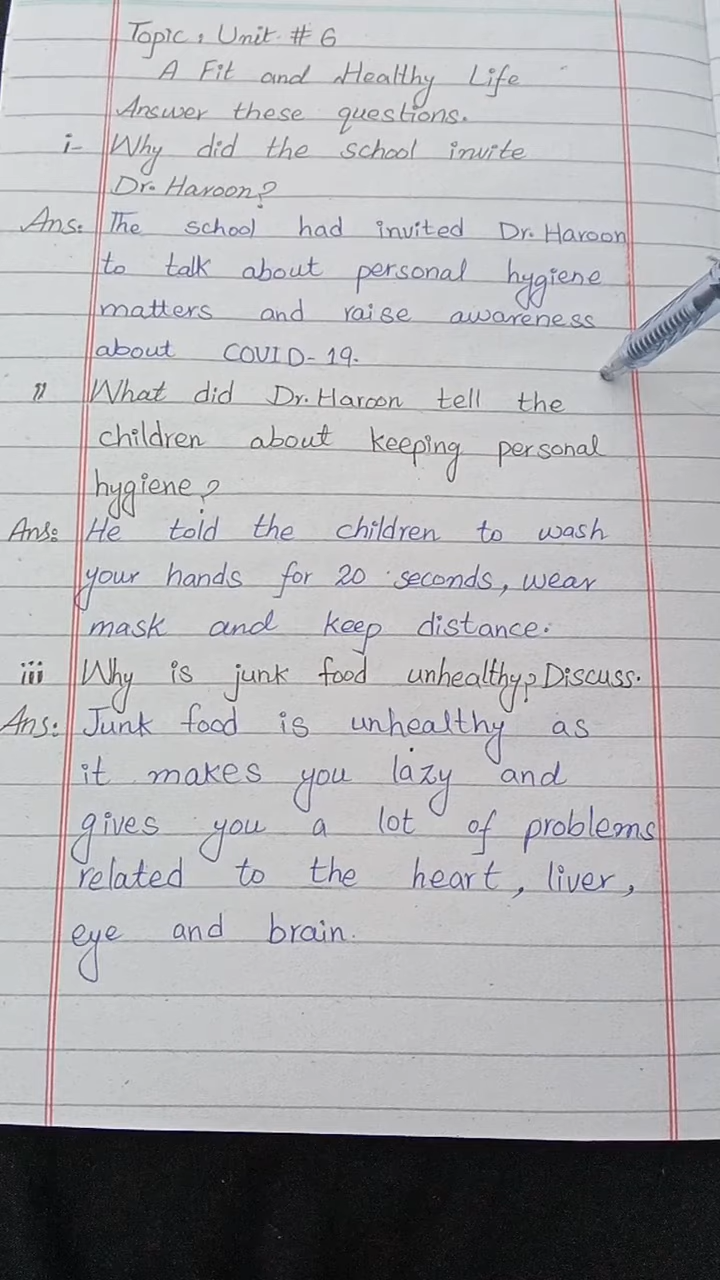 Topic, Unit # 6
A Fit and Healthy Life
Answer these questions.
i- Why did the school invite
Dr. Haroon?
Ans: The school had invited Dr. Haroon
to talk about personal hygiene
matters and raise awareness
about COVID-19.
ii What did Dr. Haroon tell the
children about keeping personal
hygiene?
Ans: He told the children to wash
your hands for 20 seconds, wear
mask and keep distance.
iii Why is junk food unhealthy? Discuss.
Ans: Junk food is unhealthy as
it makes you lazy and
gives you a lot of problems
related to the heart, liver,
eye and brain.